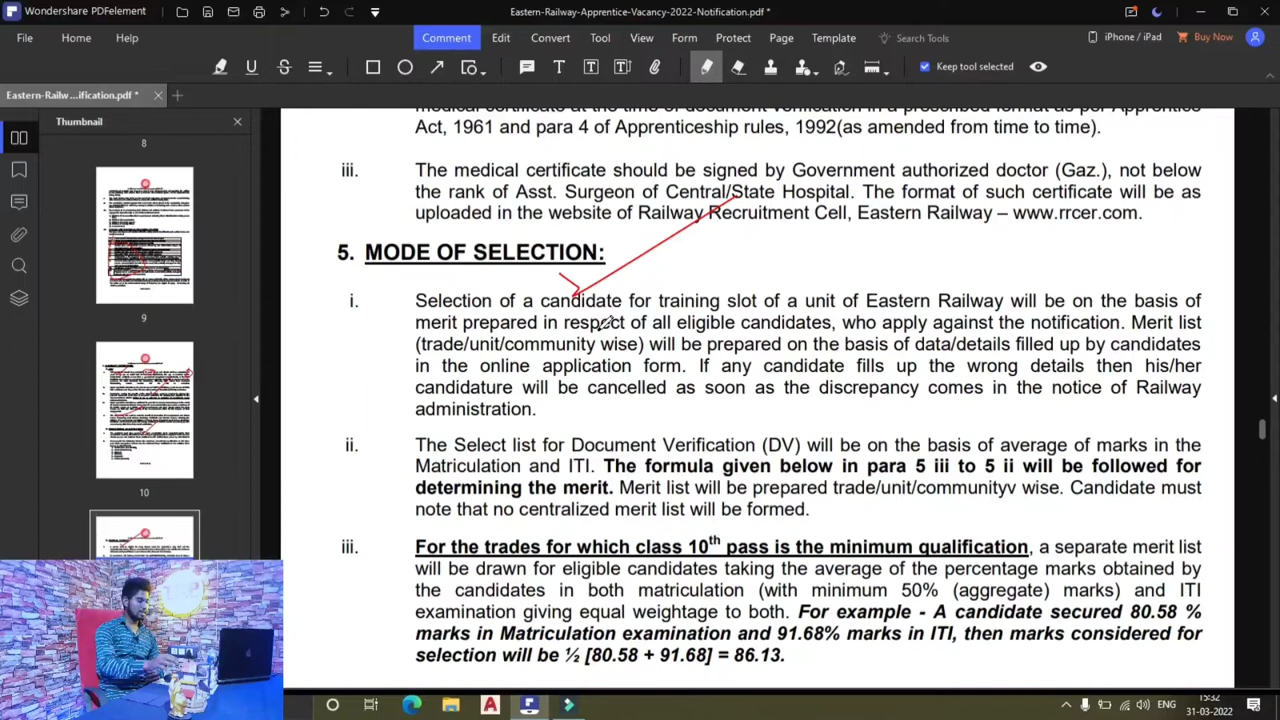 Wondershare PDFelement
Eastern-Railway-Apprentice-Vacancy-2022-Notification.pdf *
File Home Help Comment Edit Convert Tool View Form Protect Page Template Search Tools iPhone / iPad Buy Now
Keep tool selected
Eastern-Railw...ification.pdf *
Thumbnail
8
9
10
Act, 1961 and para 4 of Apprenticeship rules, 1992(as amended from time to time).
iii. The medical certificate should be signed by Government authorized doctor (Gaz.), not below
the rank of Asst. Surgeon of Central/State Hospital. The format of such certificate will be as
uploaded in the website of Railway Recruitment Cell, Eastern Railway – www.rrcer.com.
5. MODE OF SELECTION:
i. Selection of a candidate for training slot of a unit of Eastern Railway will be on the basis of
merit prepared in respect of all eligible candidates, who apply against the notification. Merit list
(trade/unit/community wise) will be prepared on the basis of data/details filled up by candidates
in the online application form. If any candidate fills up the wrong details then his/her
candidature will be cancelled as soon as the discrepancy comes in the notice of Railway
administration.
ii. The Select list for Document Verification (DV) will be on the basis of average of marks in the
Matriculation and ITI. The formula given below in para 5 iii to 5 ii will be followed for
determining the merit. Merit list will be prepared trade/unit/communityv wise. Candidate must
note that no centralized merit list will be formed.
iii. For the trades for which class 10th pass is the minimum qualification, a separate merit list
will be drawn for eligible candidates taking the average of the percentage marks obtained by
the candidates in both matriculation (with minimum 50% (aggregate) marks) and ITI
examination giving equal weightage to both. For example - A candidate secured 80.58 %
marks in Matriculation examination and 91.68% marks in ITI, then marks considered for
selection will be ½ [80.58 + 91.68] = 86.13.
ENG
15:32
31-03-2022